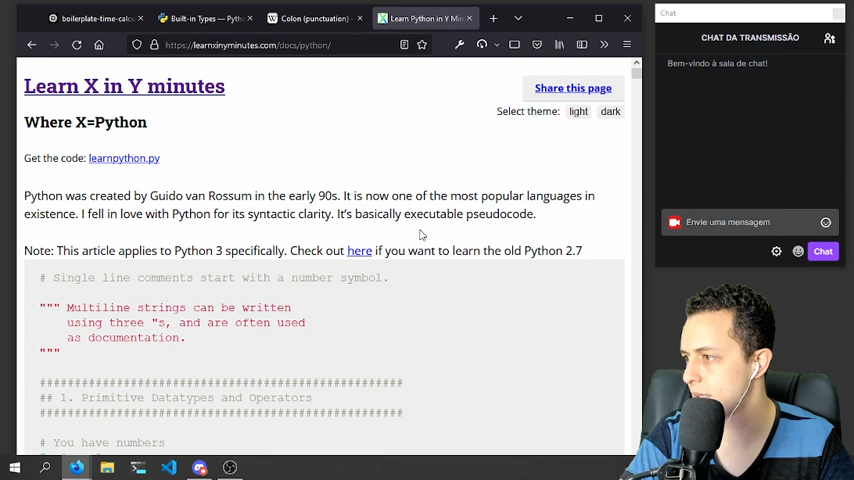 boilerplate-time-calcu
Built-in Types — Pytho
Colon (punctuation) –
Learn Python in Y Min
https://learnxinyminutes.com/docs/python/
Learn X in Y minutes
Share this page
Select theme: light dark
Where X=Python
Get the code: learnpython.py
Python was created by Guido van Rossum in the early 90s. It is now one of the most popular languages in
existence. I fell in love with Python for its syntactic clarity. It's basically executable pseudocode.
Note: This article applies to Python 3 specifically. Check out here if you want to learn the old Python 2.7
# Single line comments start with a number symbol.
""" Multiline strings can be written
using three "s, and are often used
as documentation.
"""
####################################################
## 1. Primitive Datatypes and Operators
####################################################
# You have numbers
Chat
CHAT DA TRANSMISSÃO
Bem-vindo à sala de chat!
Envie uma mensagem
Chat